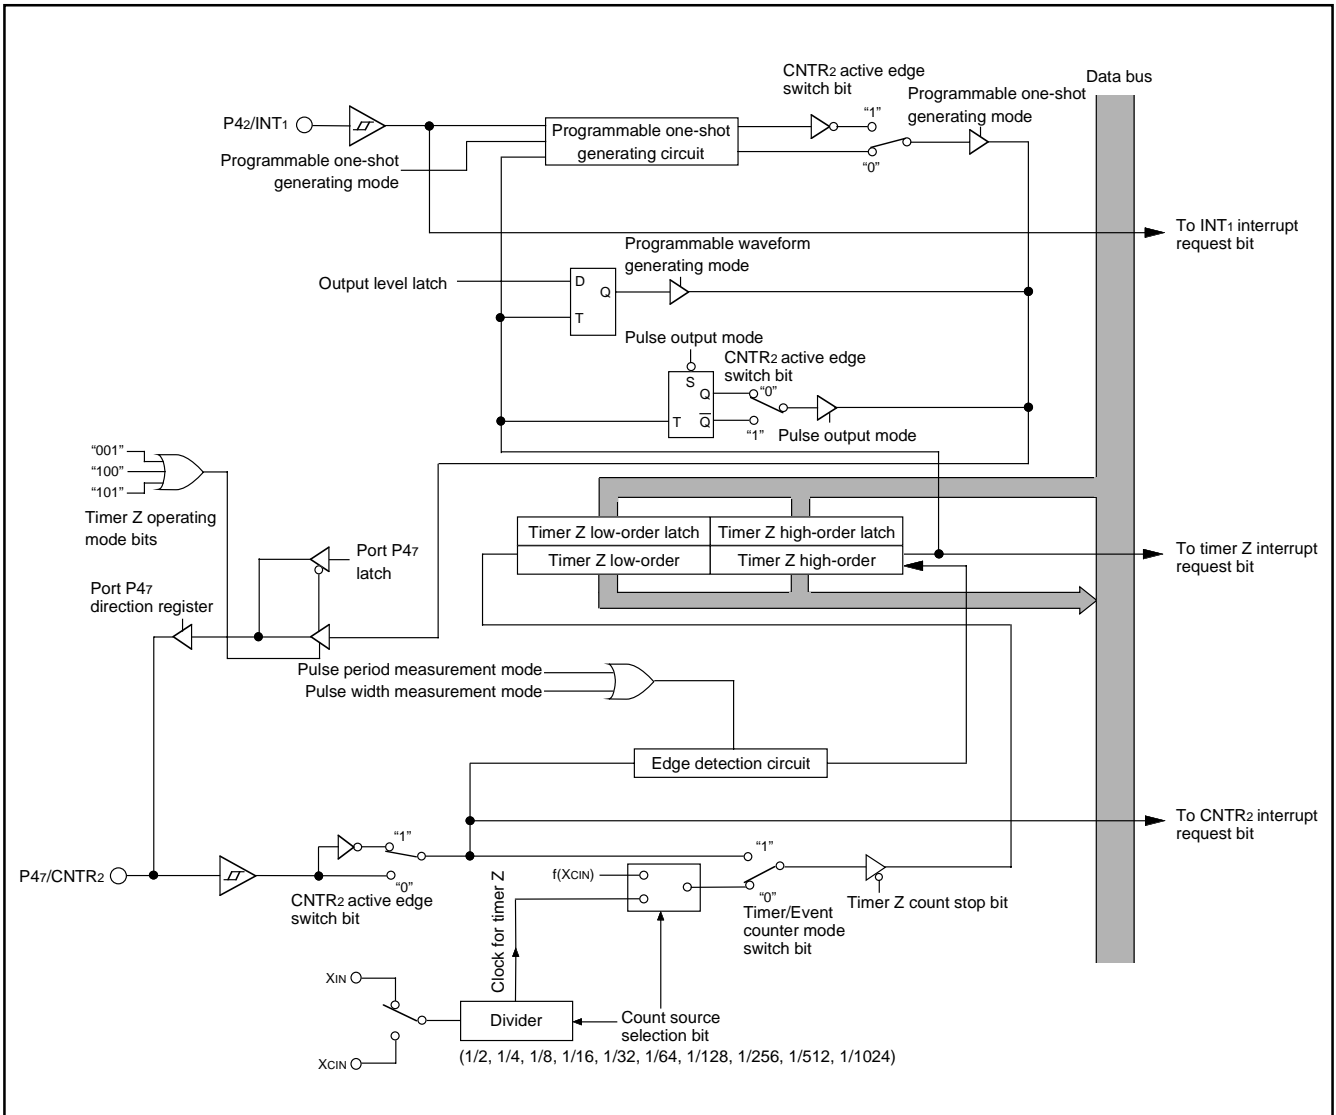 CNTR2 active edge
switch bit
Data bus
Programmable one-shot
generating mode
"1"
P42/INT1
Programmable one-shot
generating circuit
Programmable one-shot
generating mode
"0"
To INT1 interrupt
request bit
Programmable waveform
generating mode
Output level latch
D
Q
T
Pulse output mode
CNTR2 active edge
switch bit
S
Q
"0"
T
Q
"1"
Pulse output mode
"001"
"100"
"101"
Timer Z operating
mode bits
Timer Z low-order latch
Timer Z high-order latch
Timer Z low-order
Timer Z high-order
To timer Z interrupt
request bit
Port P47
latch
Port P47
direction register
Pulse period measurement mode
Pulse width measurement mode
Edge detection circuit
To CNTR2 interrupt
request bit
"1"
"1"
P47/CNTR2
"0"
CNTR2 active edge
switch bit
f(XCIN)
"0"
Timer/Event
counter mode
switch bit
Timer Z count stop bit
Clock for timer Z
XIN
Divider
Count source
selection bit
XCIN
(1/2, 1/4, 1/8, 1/16, 1/32, 1/64, 1/128, 1/256, 1/512, 1/1024)